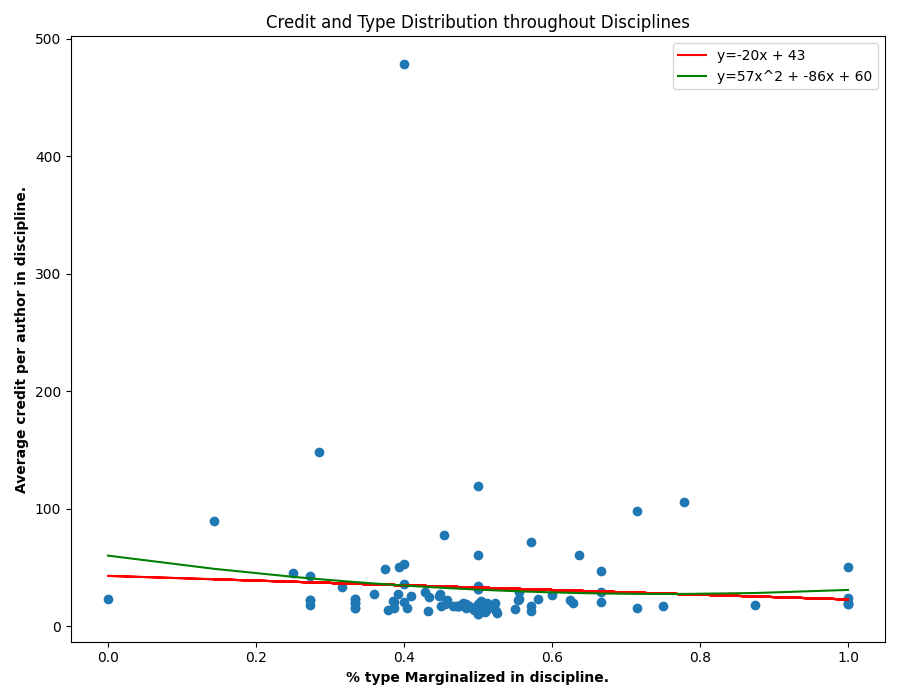 Credit and Type Distribution throughout Disciplines
y=-20x + 43
y=57x^2 + -86x + 60
500
400
300
200
100
0
Average credit per author in discipline.
0.0 0.2 0.4 0.6 0.8 1.0
% type Marginalized in discipline.